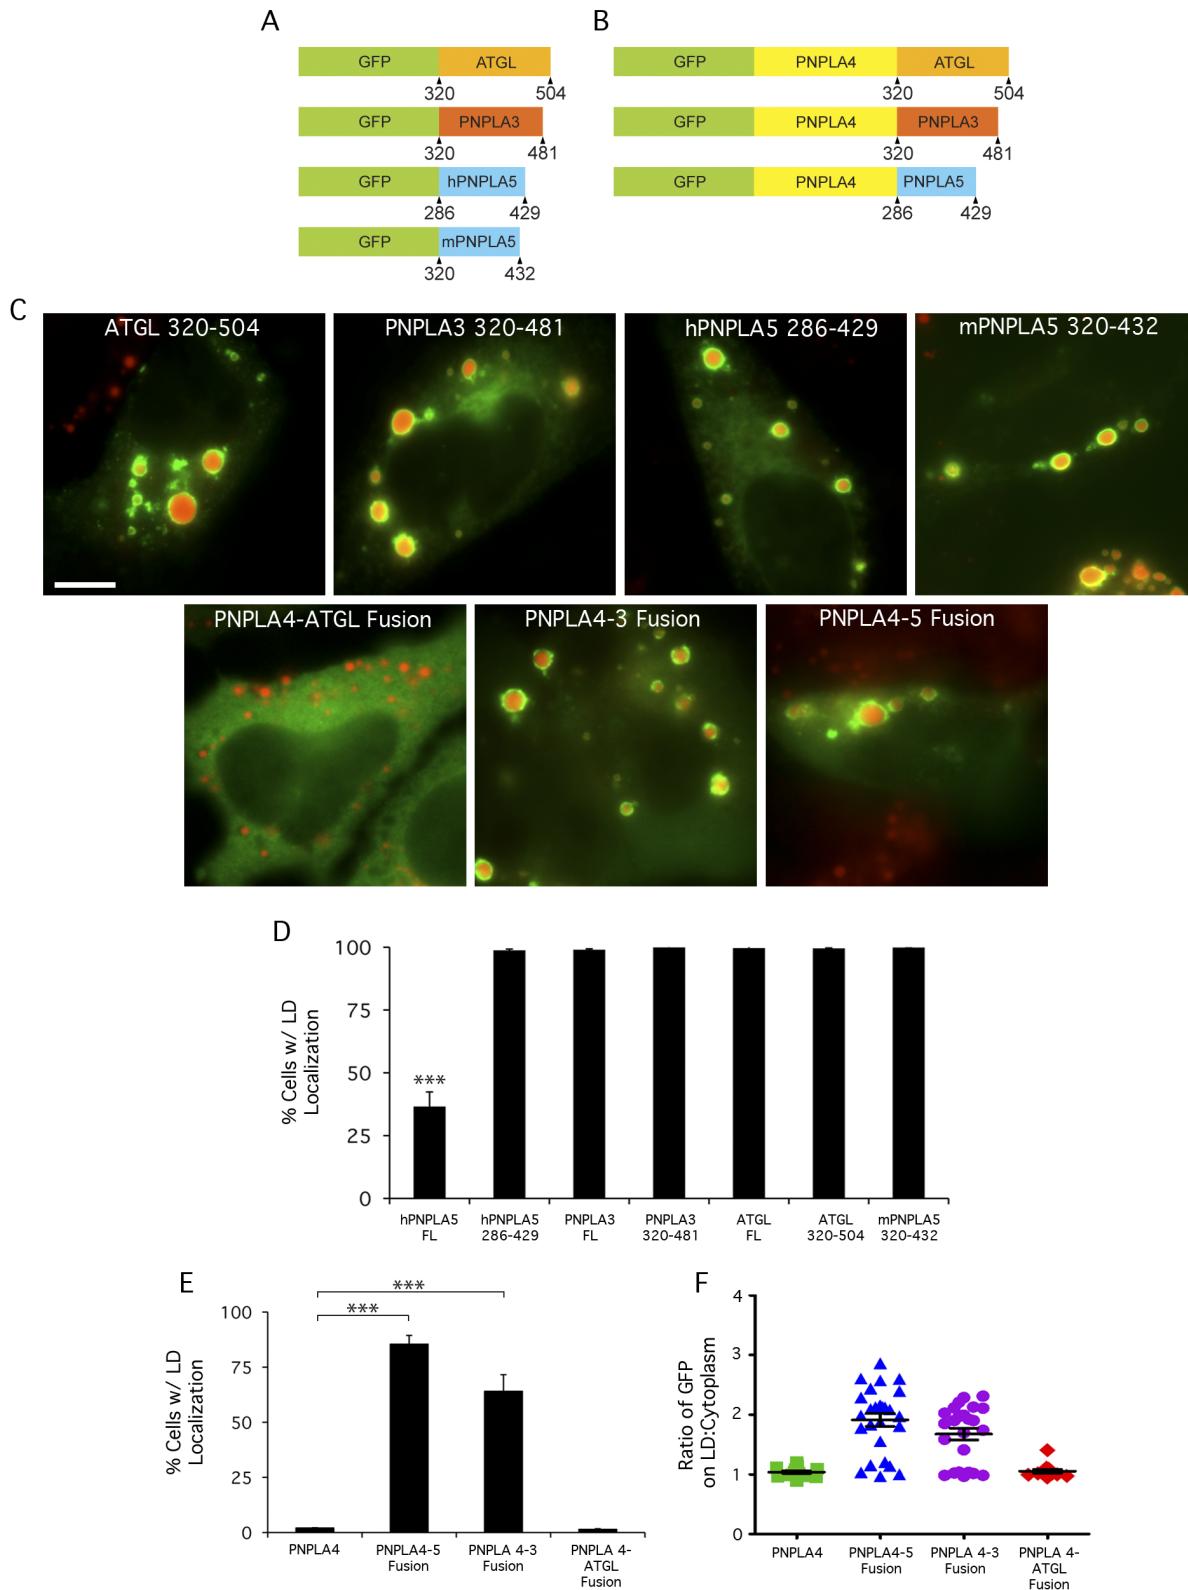 A
GFP ATGL
320 504
GFP PNPLA3
320 481
GFP hPNPLA5
286 429
GFP mPNPLA5
320 432
B
GFP PNPLA4 ATGL
320 504
GFP PNPLA4 PNPLA3
320 481
GFP PNPLA4 PNPLA5
286 429
C
ATGL 320-504
PNPLA3 320-481
hPNPLA5 286-429
mPNPLA5 320-432
PNPLA4-ATGL Fusion
PNPLA4-3 Fusion
PNPLA4-5 Fusion
D
% Cells w/ LD
Localization
100
75
50
25
0
***
hPNPLA5
FL
hPNPLA5
286-429
PNPLA3
FL
PNPLA3
320-481
ATGL
FL
ATGL
320-504
mPNPLA5
320-432
E
% Cells w/ LD
Localization
100
75
50
25
0
***
***
PNPLA4
PNPLA4-5
Fusion
PNPLA 4-3
Fusion
PNPLA 4-
ATGL
Fusion
F
Ratio of GFP
on LD:Cytoplasm
4
3
2
1
0
PNPLA4
PNPLA4-5
Fusion
PNPLA 4-3
Fusion
PNPLA 4-
ATGL
Fusion